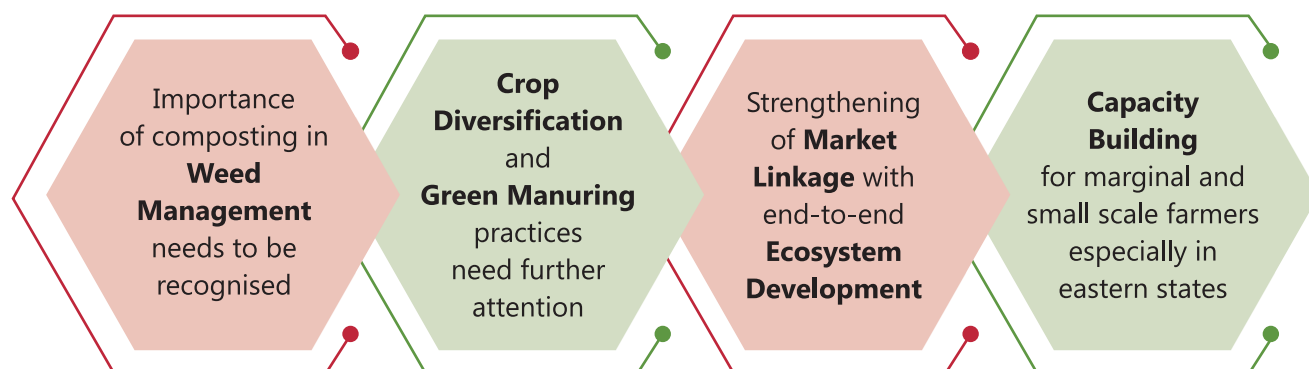 Importance
of composting in
Weed
Management
needs to be
recognised
Crop
Diversification
and
Green Manuring
practices
need further
attention
Strengthening
of Market
Linkage with
end-to-end
Ecosystem
Development
Capacity
Building
for marginal and
small scale farmers
especially in
eastern states